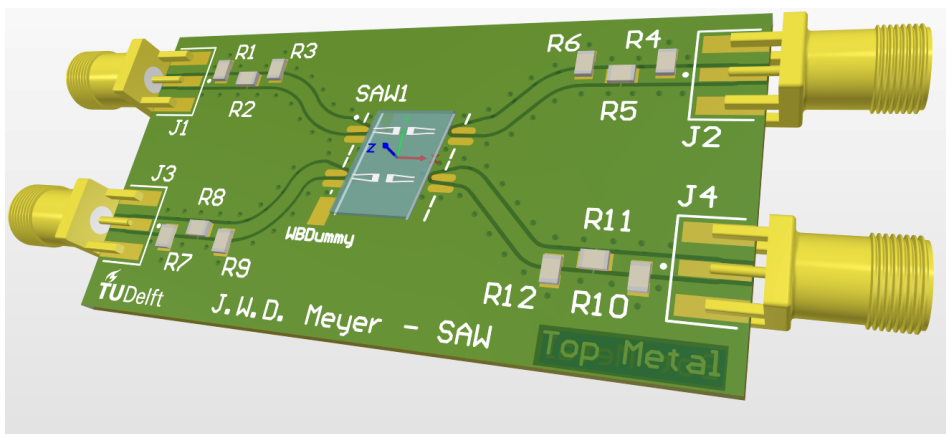 R1
R3
R6
R4
R2
SAW1
R5
J1
J2
Z
J3
R8
J4
R11
R7
R9
WBDummy
R12
R10
TUDelft
J.W.D. Meyer - SAW
Top Metal